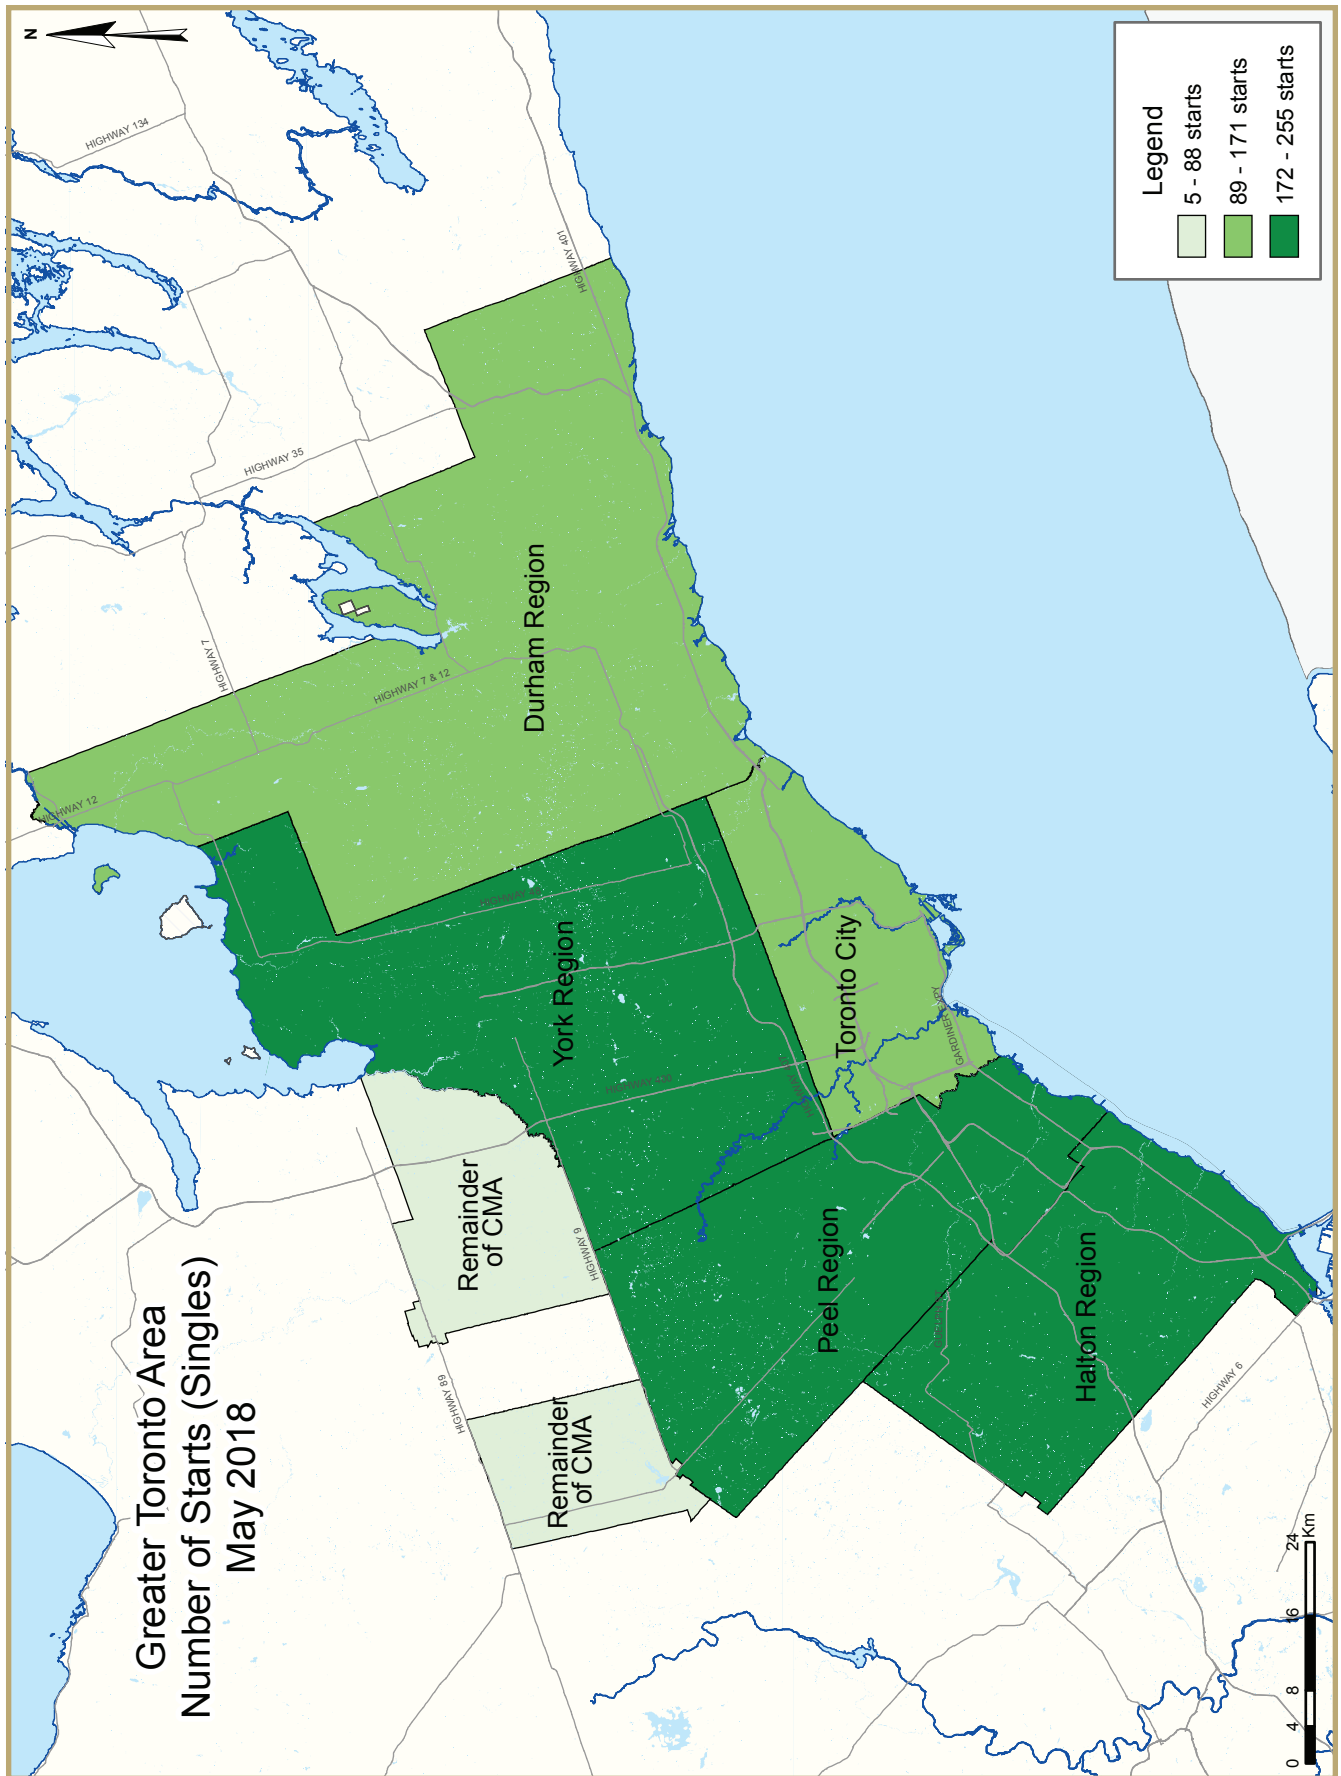 Greater Toronto Area
Number of Starts (Singles)
May 2018
N
HIGHWAY 134
HIGHWAY 401
HIGHWAY 35
HIGHWAY 7
HIGHWAY 7 & 12
HIGHWAY 12
Durham Region
York Region
Toronto City
GARDINER EXPY
Remainder
of CMA
HIGHWAY 9
HIGHWAY 89
Remainder
of CMA
Peel Region
Halton Region
HIGHWAY 6
Legend
5 - 88 starts
89 - 171 starts
172 - 255 starts
0 4 8 16 24
Km